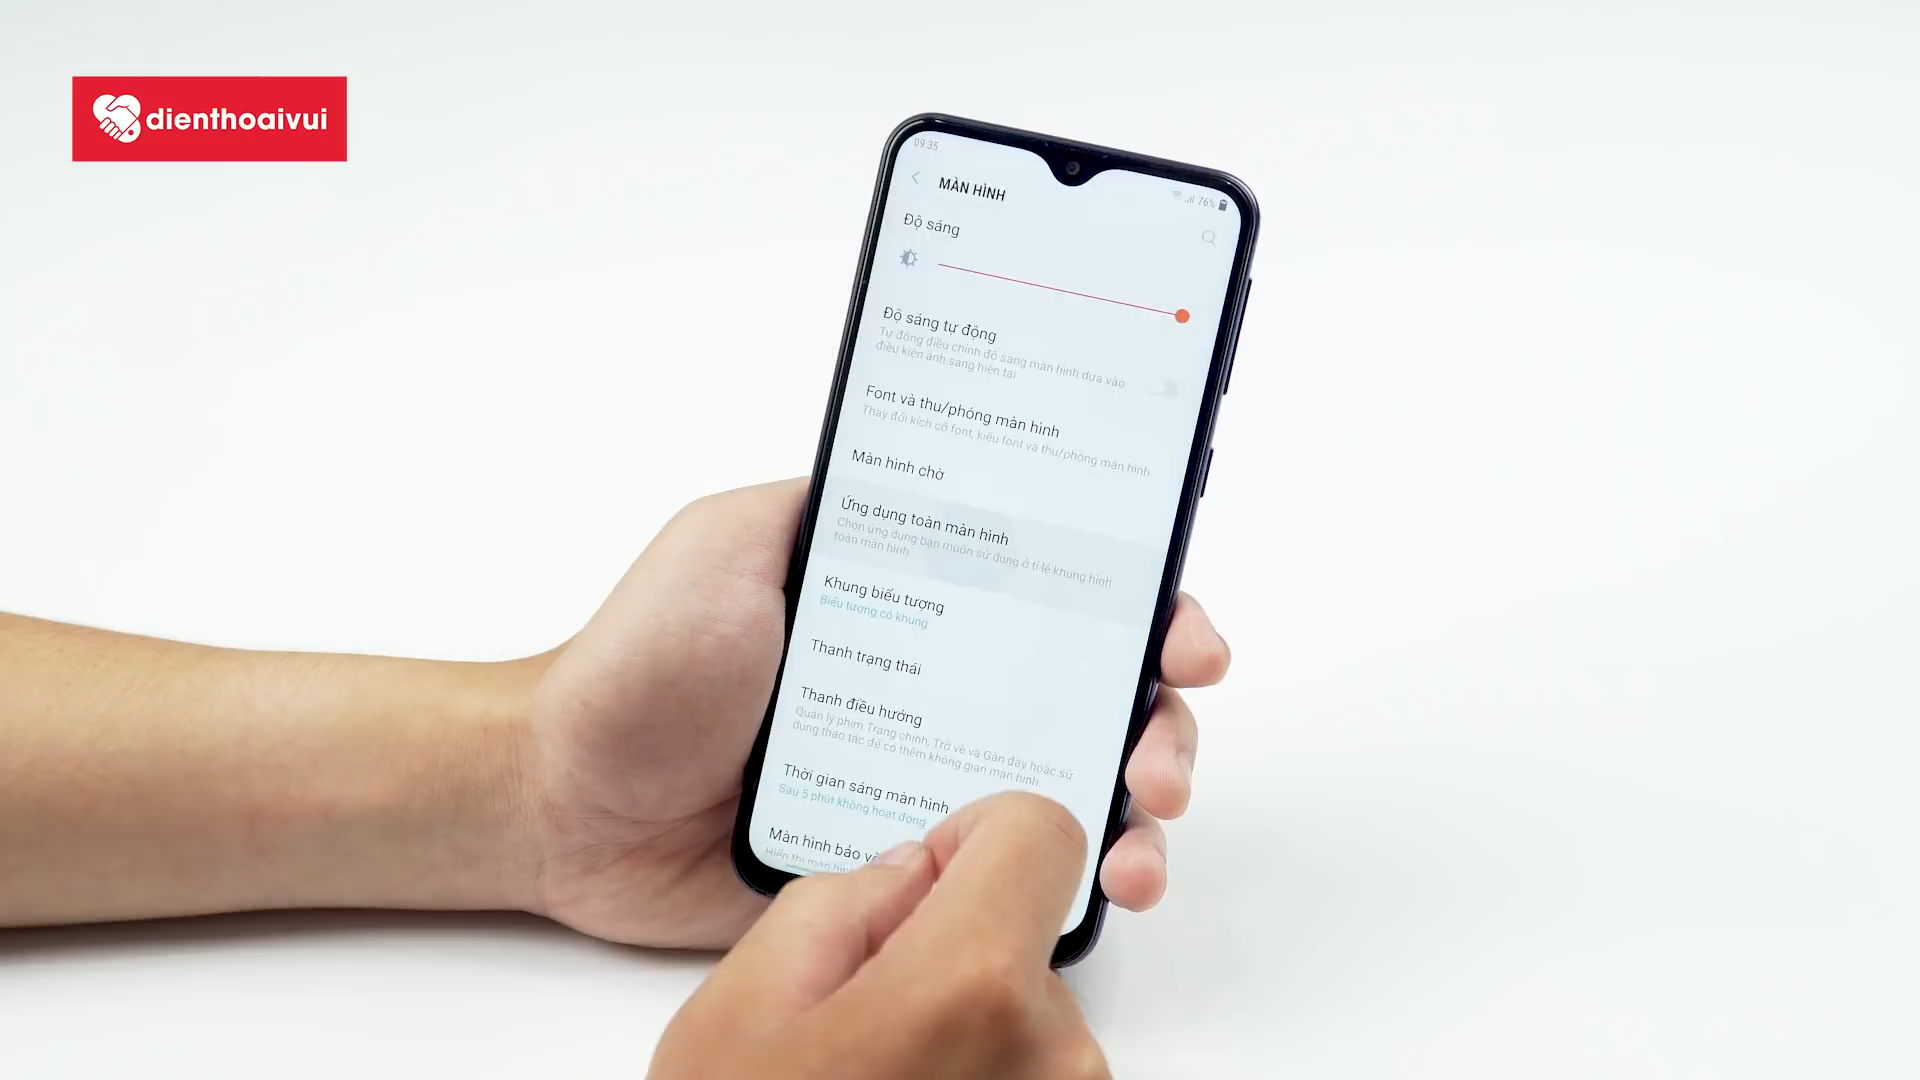 dienthoaivui
09:35
76%
MÀN HÌNH
Độ sáng
Độ sáng tự động
Tự động điều chỉnh độ sáng màn hình dựa vào
điều kiện ánh sáng hiện tại
Font và thu/phóng màn hình
Thay đổi kích cỡ font, kiểu font và thu/phóng màn hình
Màn hình chờ
Ứng dụng toàn màn hình
Chọn ứng dụng bạn muốn sử dụng ở tỉ lệ khung hình
toàn màn hình
Khung biểu tượng
Biểu tượng có khung
Thanh trạng thái
Thanh điều hướng
Quản lý phím Trang chính, Trở về và Gần đây hoặc sử
dụng thao tác để có thêm không gian màn hình
Thời gian sáng màn hình
Sau 5 phút không hoạt động
Màn hình bảo
Hiển thị màn